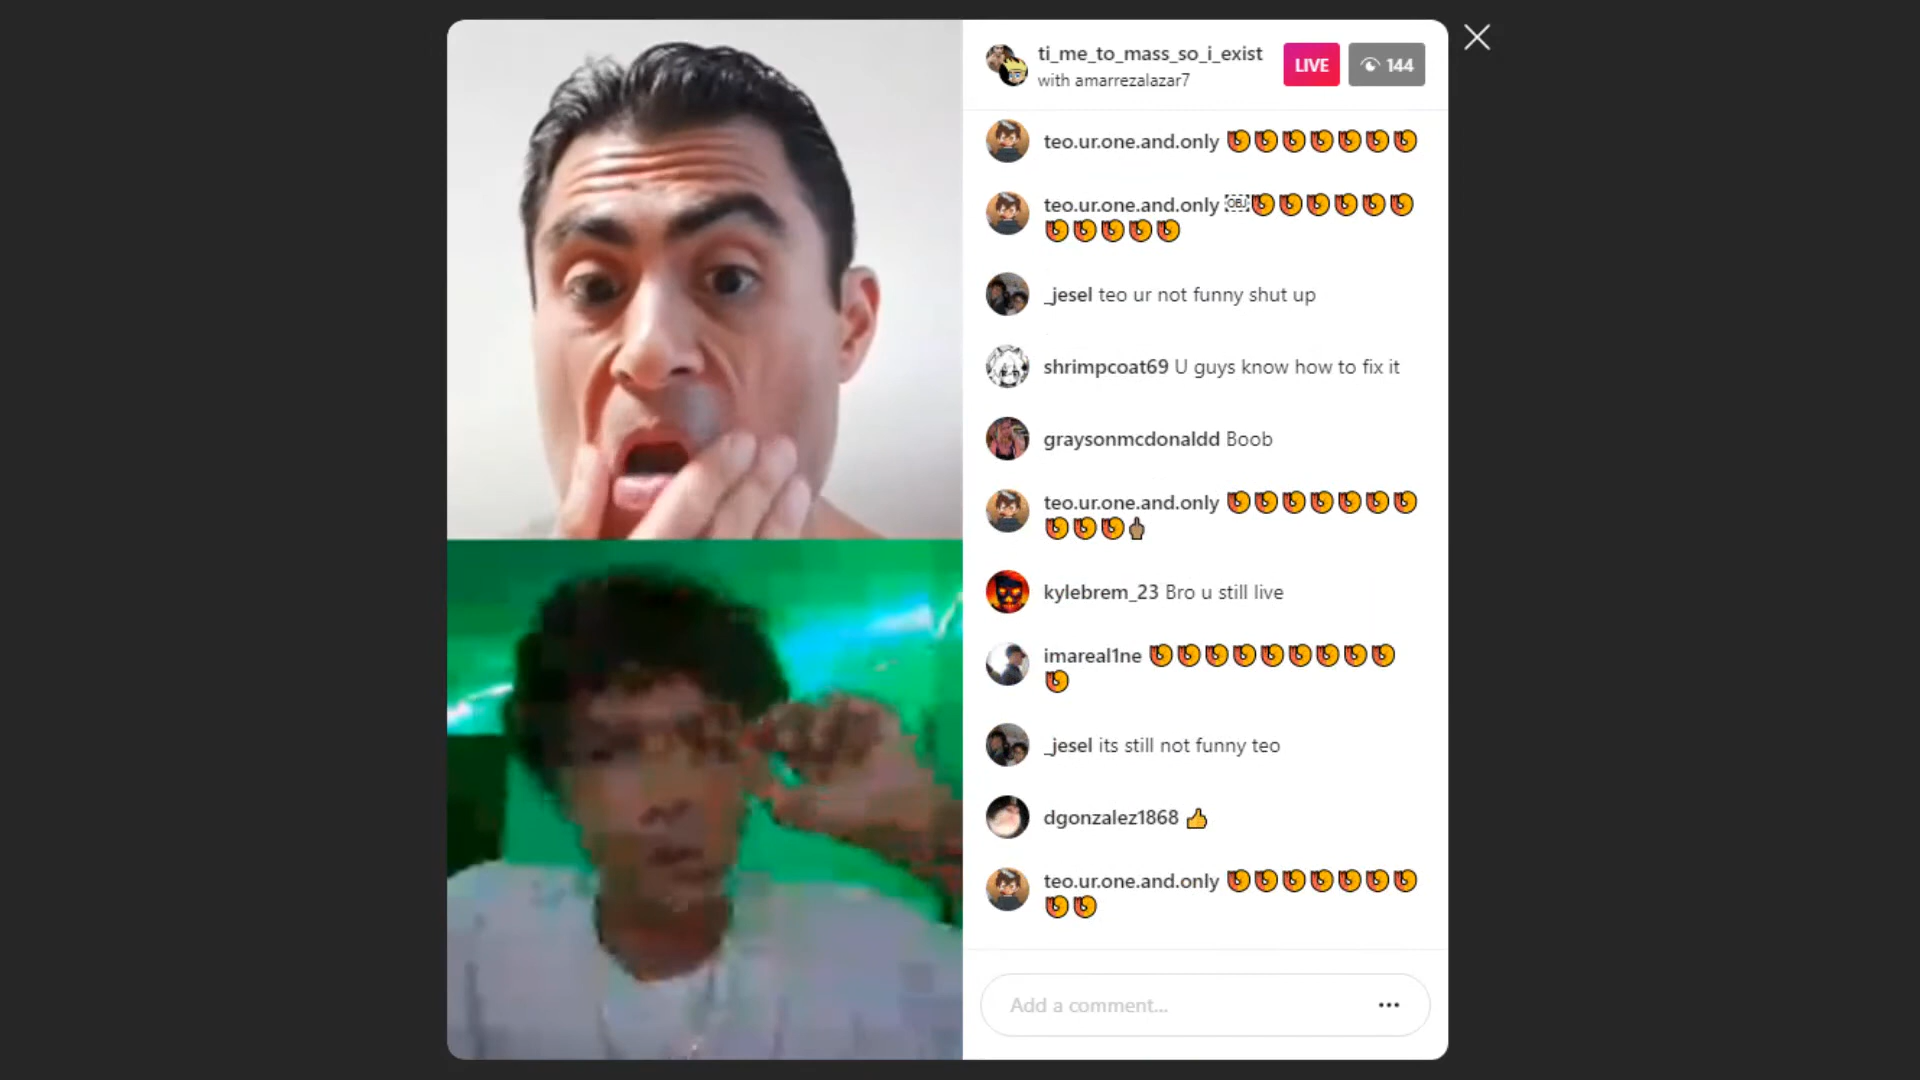 ti_me_to_mass_so_i_exist
with amarrezalazar7
LIVE
144
teo.ur.one.and.only
teo.ur.one.and.only OBJ
_jesel teo ur not funny shut up
shrimpcoat69 U guys know how to fix it
graysonmcdonaldd Boob
teo.ur.one.and.only
🖕🏽
kylebrem_23 Bro u still live
imareal1ne
_jesel its still not funny teo
dgonzalez1868 👍
teo.ur.one.and.only
Add a comment...